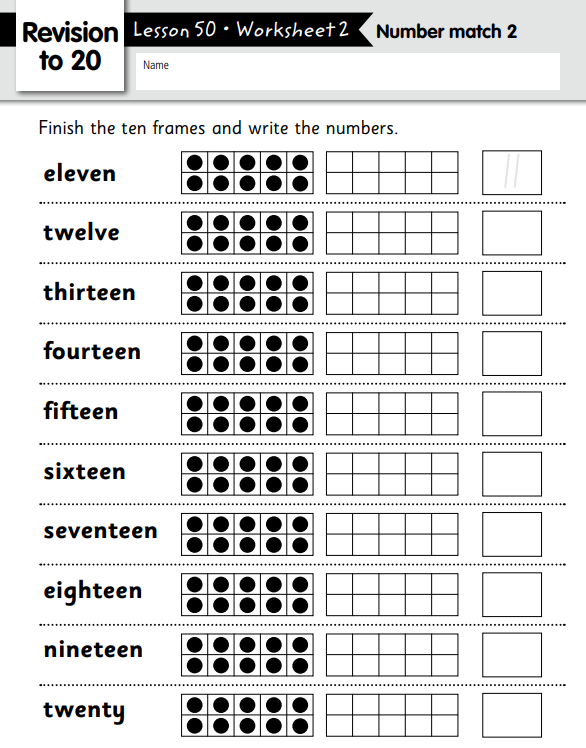 Revision
to 20
Lesson 50 • Worksheet 2
Number match 2
Name
Finish the ten frames and write the numbers.
eleven
11
twelve
thirteen
fourteen
fifteen
sixteen
seventeen
eighteen
nineteen
twenty